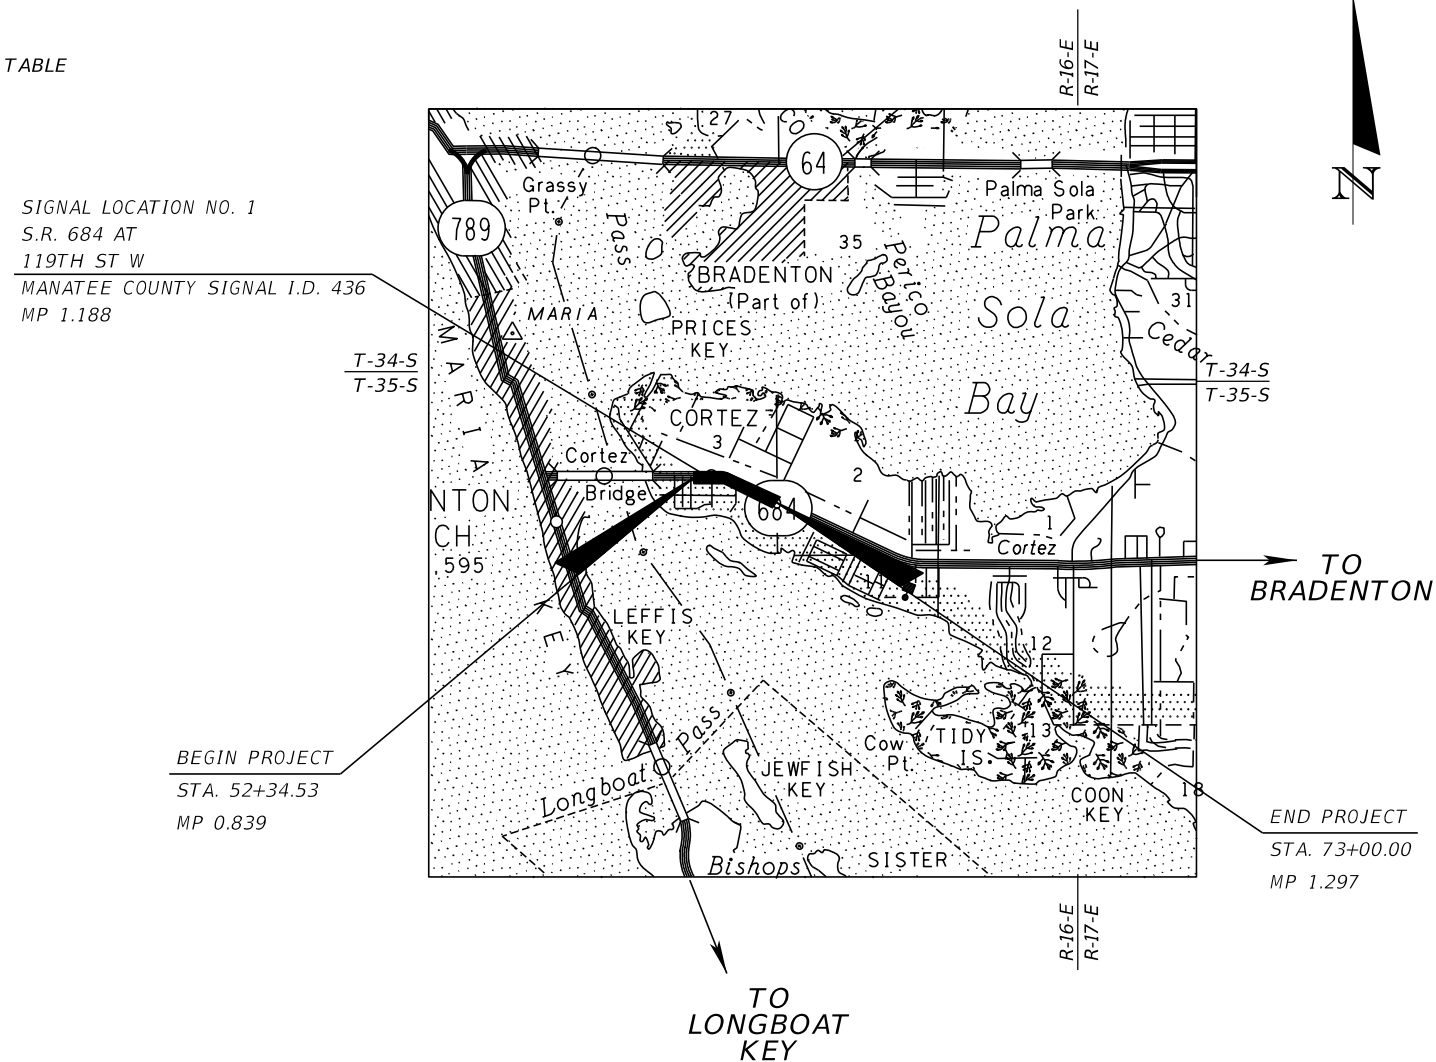 TABLE
R-16-E
R-17-E
27
64
Grassy
Pt.
Pass
Palma Sola
Park
SIGNAL LOCATION NO. 1
S.R. 684 AT
119TH ST W
MANATEE COUNTY SIGNAL I.D. 436
MP 1.188
789
35
Perico
Bayou
Palma
Sola
Bay
BRADENTON
(Part of)
MARIA
PRICES
KEY
31
Cedar
T-34-S
T-35-S
T-34-S
T-35-S
MARIA
CORTEZ
3
2
Cortez
Bridge
684
NTON
CH
.595
1
Cortez
TO
BRADENTON
11
KEY
LEFFIS
KEY
12
Longboat Pass
BEGIN PROJECT
STA. 52+34.53
MP 0.839
Cow
Pt.
TIDY
IS.
13
JEWFISH
KEY
COON
KEY
18
END PROJECT
STA. 73+00.00
MP 1.297
Bishops
SISTER
R-16-E
R-17-E
TO
LONGBOAT
KEY
N